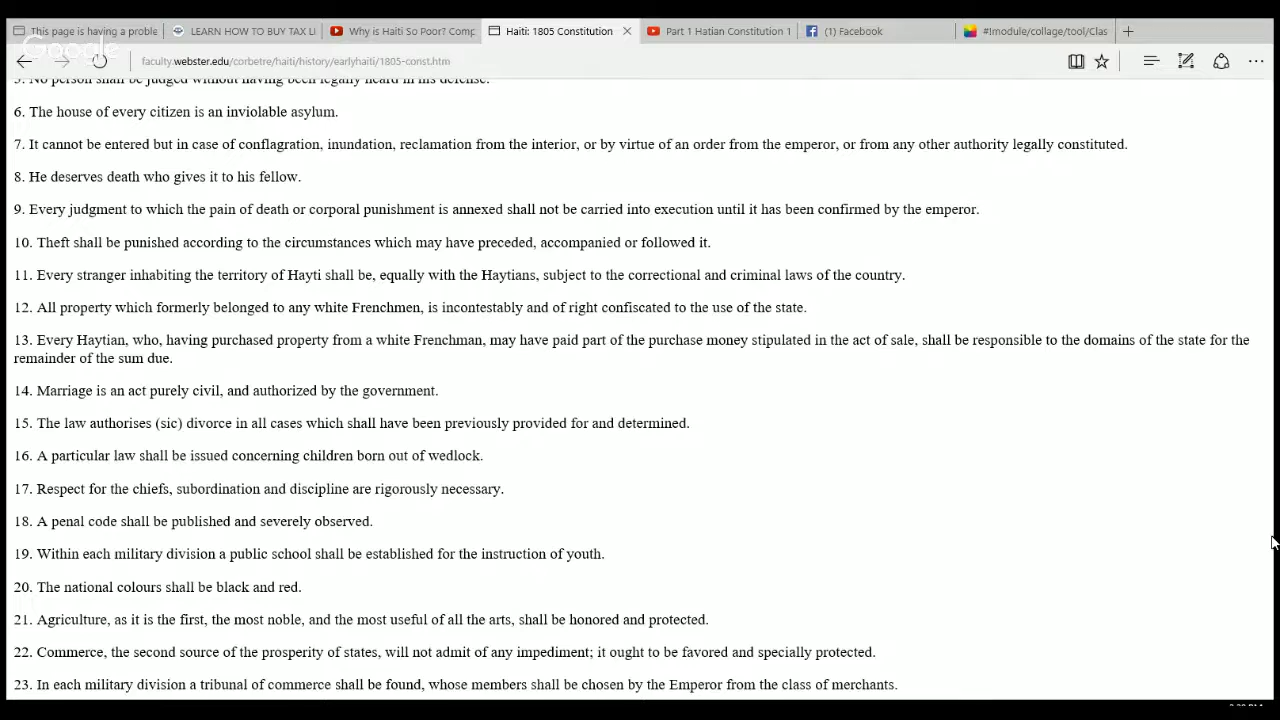 This page is having a proble
LEARN HOW TO BUY TAX LI
Why is Haiti So Poor? Comp
Haiti: 1805 Constitution
Part 1 Hatian Constitution 1
(1) Facebook
#!module/collage/tool/Clas
Google
faculty.webster.edu/corbetre/haiti/history/earlyhaiti/1805-const.htm
5. No person shall be judged without having been legally heard in his defense.
6. The house of every citizen is an inviolable asylum.
7. It cannot be entered but in case of conflagration, inundation, reclamation from the interior, or by virtue of an order from the emperor, or from any other authority legally constituted.
8. He deserves death who gives it to his fellow.
9. Every judgment to which the pain of death or corporal punishment is annexed shall not be carried into execution until it has been confirmed by the emperor.
10. Theft shall be punished according to the circumstances which may have preceded, accompanied or followed it.
11. Every stranger inhabiting the territory of Hayti shall be, equally with the Haytians, subject to the correctional and criminal laws of the country.
12. All property which formerly belonged to any white Frenchmen, is incontestably and of right confiscated to the use of the state.
13. Every Haytian, who, having purchased property from a white Frenchman, may have paid part of the purchase money stipulated in the act of sale, shall be responsible to the domains of the state for the
remainder of the sum due.
14. Marriage is an act purely civil, and authorized by the government.
15. The law authorises (sic) divorce in all cases which shall have been previously provided for and determined.
16. A particular law shall be issued concerning children born out of wedlock.
17. Respect for the chiefs, subordination and discipline are rigorously necessary.
18. A penal code shall be published and severely observed.
19. Within each military division a public school shall be established for the instruction of youth.
20. The national colours shall be black and red.
21. Agriculture, as it is the first, the most noble, and the most useful of all the arts, shall be honored and protected.
22. Commerce, the second source of the prosperity of states, will not admit of any impediment; it ought to be favored and specially protected.
23. In each military division a tribunal of commerce shall be found, whose members shall be chosen by the Emperor from the class of merchants.